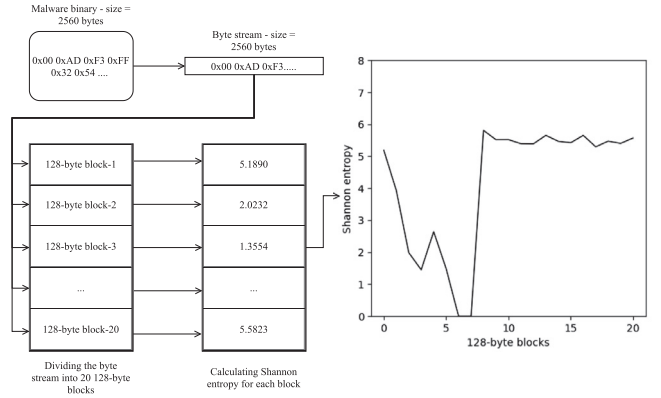 Malware binary - size =
2560 bytes
0x00 0xAD 0xF3 0xFF
0x32 0x54 ....
Byte stream - size =
2560 bytes
0x00 0xAD 0xF3.....
128-byte block-1
128-byte block-2
128-byte block-3
...
128-byte block-20
Dividing the byte
stream into 20 128-byte
blocks
5.1890
2.0232
1.3554
...
5.5823
Calculating Shannon
entropy for each block
Shannon entropy
8
7
6
5
4
3
2
1
0
0 5 10 15 20
128-byte blocks